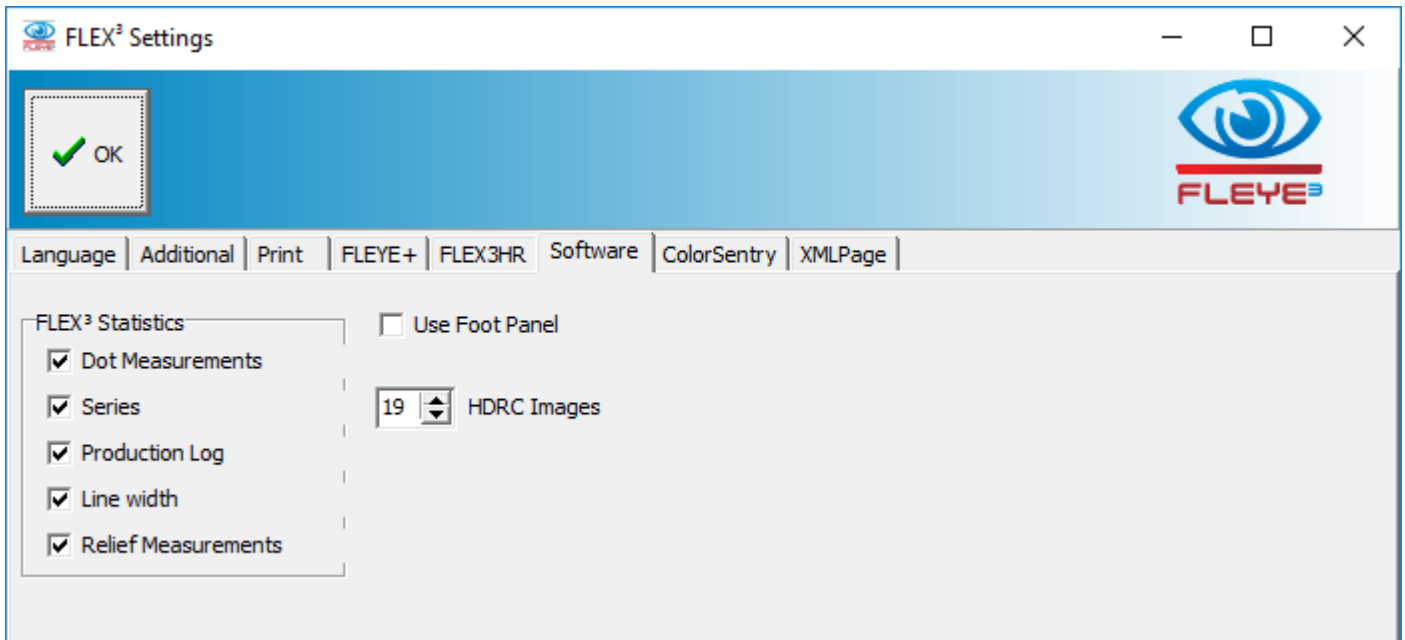 FLEX³ Settings
OK
FLEYE³
Language Additional Print FLEYE+ FLEX3HR Software ColorSentry XMLPage
FLEX³ Statistics
Use Foot Panel
Dot Measurements
Series
19 HDRC Images
Production Log
Line width
Relief Measurements